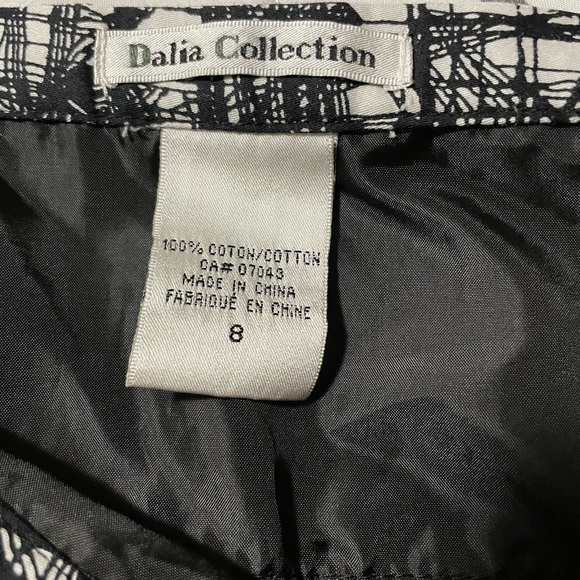 Dalia Collection
100% COTON/COTTON
CA# 07043
MADE IN CHINA
FABRIQUÉ EN CHINE
8